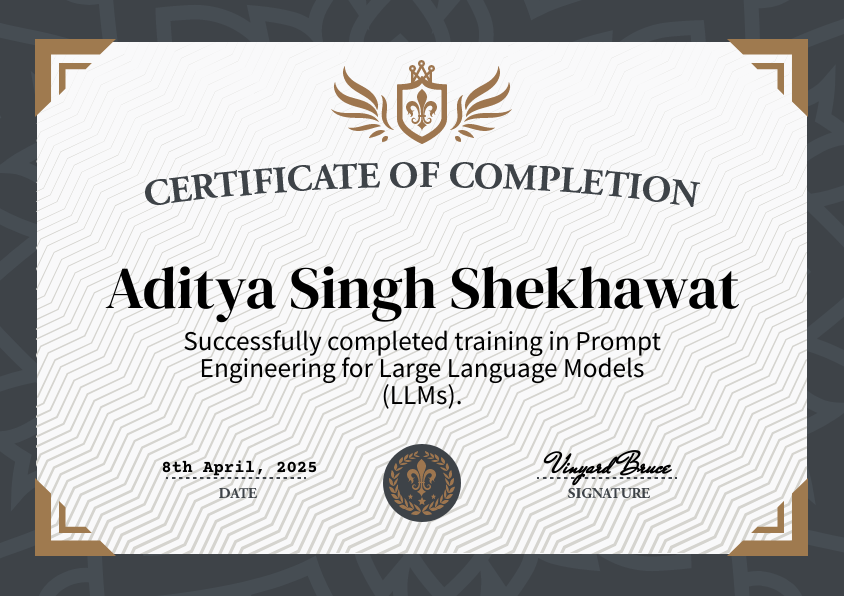 CERTIFICATE OF COMPLETION
Aditya Singh Shekhawat
Successfully completed training in Prompt
Engineering for Large Language Models
(LLMs).
8th April, 2025
DATE
Vinyard Bruce
SIGNATURE